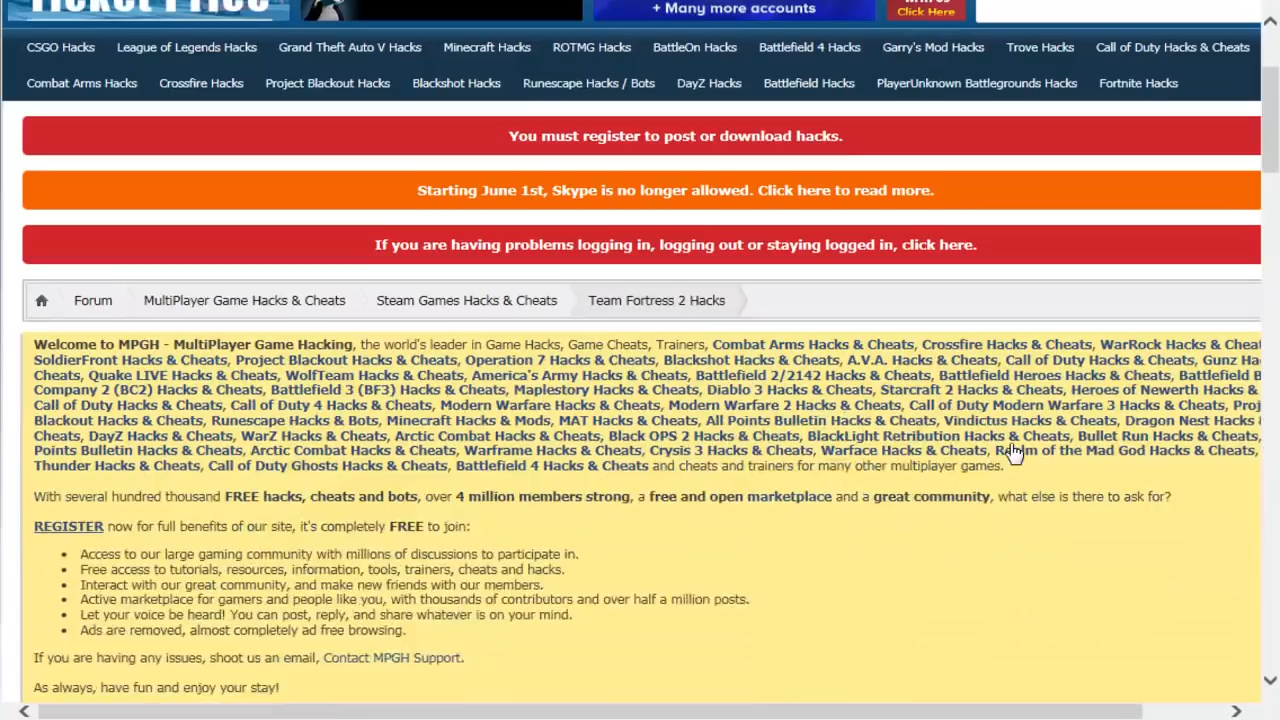 Ticket Price
+ Many more accounts
Click Here
CSGO Hacks League of Legends Hacks Grand Theft Auto V Hacks Minecraft Hacks ROTMG Hacks BattleOn Hacks Battlefield 4 Hacks Garry's Mod Hacks Trove Hacks Call of Duty Hacks & Cheats
Combat Arms Hacks Crossfire Hacks Project Blackout Hacks Blackshot Hacks Runescape Hacks / Bots DayZ Hacks Battlefield Hacks PlayerUnknown Battlegrounds Hacks Fortnite Hacks
You must register to post or download hacks.
Starting June 1st, Skype is no longer allowed. Click here to read more.
If you are having problems logging in, logging out or staying logged in, click here.
Forum MultiPlayer Game Hacks & Cheats Steam Games Hacks & Cheats Team Fortress 2 Hacks
Welcome to MPGH - MultiPlayer Game Hacking, the world's leader in Game Hacks, Game Cheats, Trainers, Combat Arms Hacks & Cheats, Crossfire Hacks & Cheats, WarRock Hacks & Chea
SoldierFront Hacks & Cheats, Project Blackout Hacks & Cheats, Operation 7 Hacks & Cheats, Blackshot Hacks & Cheats, A.V.A. Hacks & Cheats, Call of Duty Hacks & Cheats, Gunz Ha
Cheats, Quake LIVE Hacks & Cheats, WolfTeam Hacks & Cheats, America's Army Hacks & Cheats, Battlefield 2/2142 Hacks & Cheats, Battlefield Heroes Hacks & Cheats, Battlefield B
Company 2 (BC2) Hacks & Cheats, Battlefield 3 (BF3) Hacks & Cheats, Maplestory Hacks & Cheats, Diablo 3 Hacks & Cheats, Starcraft 2 Hacks & Cheats, Heroes of Newerth Hacks &
Call of Duty Hacks & Cheats, Call of Duty 4 Hacks & Cheats, Modern Warfare Hacks & Cheats, Modern Warfare 2 Hacks & Cheats, Call of Duty Modern Warfare 3 Hacks & Cheats, Proj
Blackout Hacks & Cheats, Runescape Hacks & Bots, Minecraft Hacks & Mods, MAT Hacks & Cheats, All Points Bulletin Hacks & Cheats, Vindictus Hacks & Cheats, Dragon Nest Hacks &
Cheats, DayZ Hacks & Cheats, WarZ Hacks & Cheats, Arctic Combat Hacks & Cheats, Black OPS 2 Hacks & Cheats, BlackLight Retribution Hacks & Cheats, Bullet Run Hacks & Cheats,
Points Bulletin Hacks & Cheats, Arctic Combat Hacks & Cheats, Warframe Hacks & Cheats, Crysis 3 Hacks & Cheats, Warface Hacks & Cheats, Realm of the Mad God Hacks & Cheats,
Thunder Hacks & Cheats, Call of Duty Ghosts Hacks & Cheats, Battlefield 4 Hacks & Cheats and cheats and trainers for many other multiplayer games.
With several hundred thousand FREE hacks, cheats and bots, over 4 million members strong, a free and open marketplace and a great community, what else is there to ask for?
REGISTER now for full benefits of our site, it's completely FREE to join:
• Access to our large gaming community with millions of discussions to participate in.
• Free access to tutorials, resources, information, tools, trainers, cheats and hacks.
• Interact with our great community, and make new friends with our members.
• Active marketplace for gamers and people like you, with thousands of contributors and over half a million posts.
• Let your voice be heard! You can post, reply, and share whatever is on your mind.
• Ads are removed, almost completely ad free browsing.
If you are having any issues, shoot us an email, Contact MPGH Support.
As always, have fun and enjoy your stay!